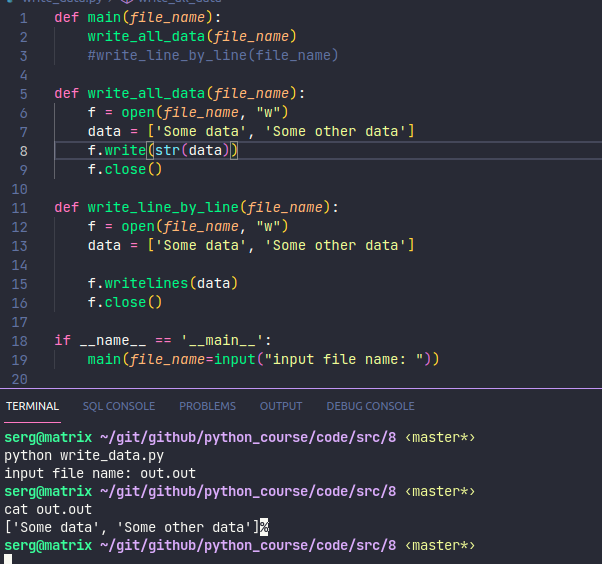 write_data.py > write_all_data
1 def main(file_name):
2     write_all_data(file_name)
3     #write_line_by_line(file_name)
4
5 def write_all_data(file_name):
6     f = open(file_name, "w")
7     data = ['Some data', 'Some other data']
8     f.write(str(data))
9     f.close()
10
11 def write_line_by_line(file_name):
12     f = open(file_name, "w")
13     data = ['Some data', 'Some other data']
14
15     f.writelines(data)
16     f.close()
17
18 if __name__ == '__main__':
19     main(file_name=input("input file name: "))
20
TERMINAL SQL CONSOLE PROBLEMS OUTPUT DEBUG CONSOLE
serg@matrix ~/git/github/python_course/code/src/8 ‹master*›
python write_data.py
input file name: out.out
serg@matrix ~/git/github/python_course/code/src/8 ‹master*›
cat out.out
['Some data', 'Some other data']%
serg@matrix ~/git/github/python_course/code/src/8 ‹master*›